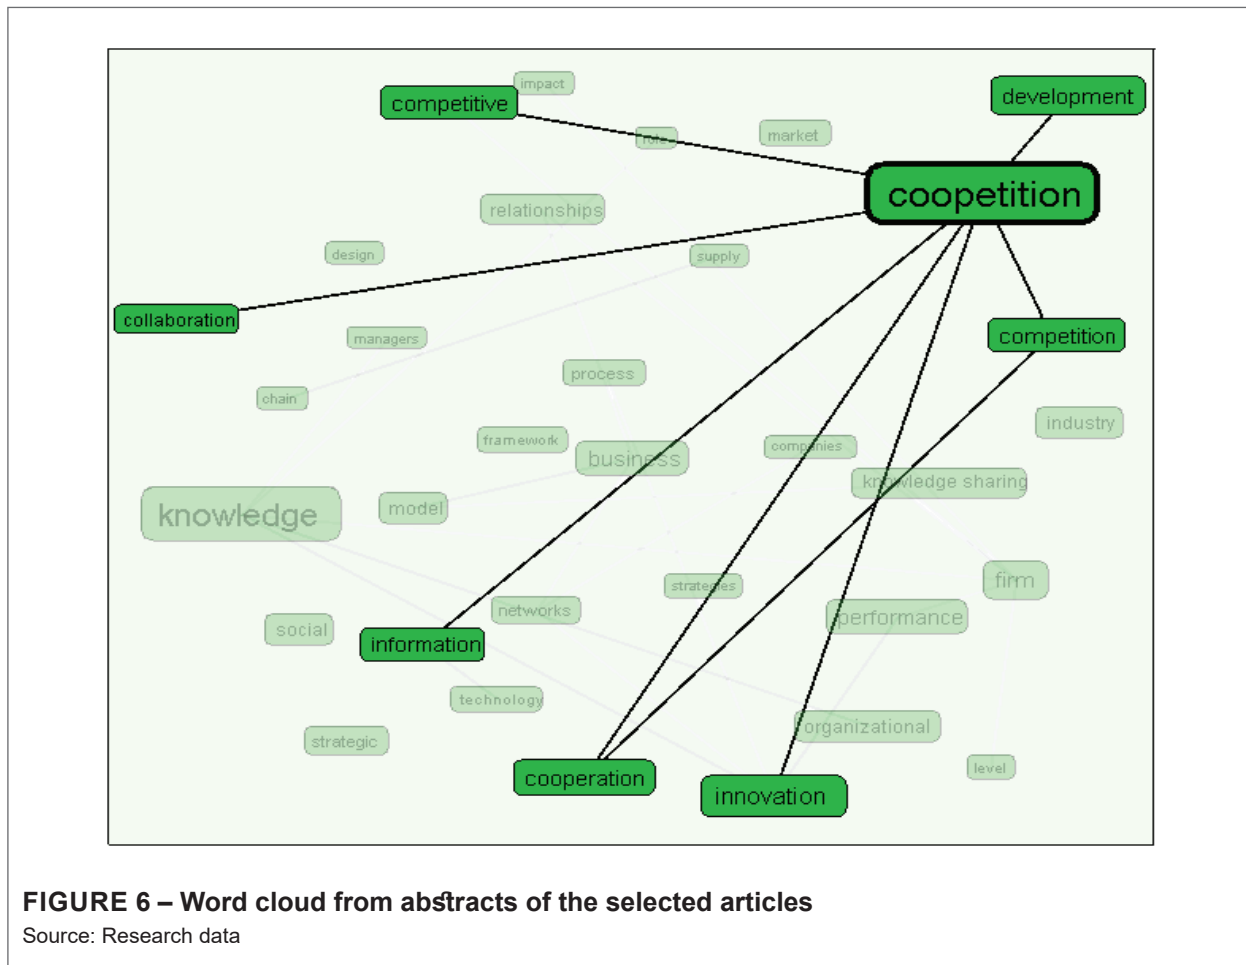 impact
competitive
development
role
market
coopetition
relationships
design
supply
collaboration
competition
managers
process
chain
industry
framework
companies
business
knowledge sharing
model
knowledge
firm
strategies
networks
performance
social
information
technology
organizational
strategic
level
cooperation
innovation
FIGURE 6 – Word cloud from abstracts of the selected articles
Source: Research data